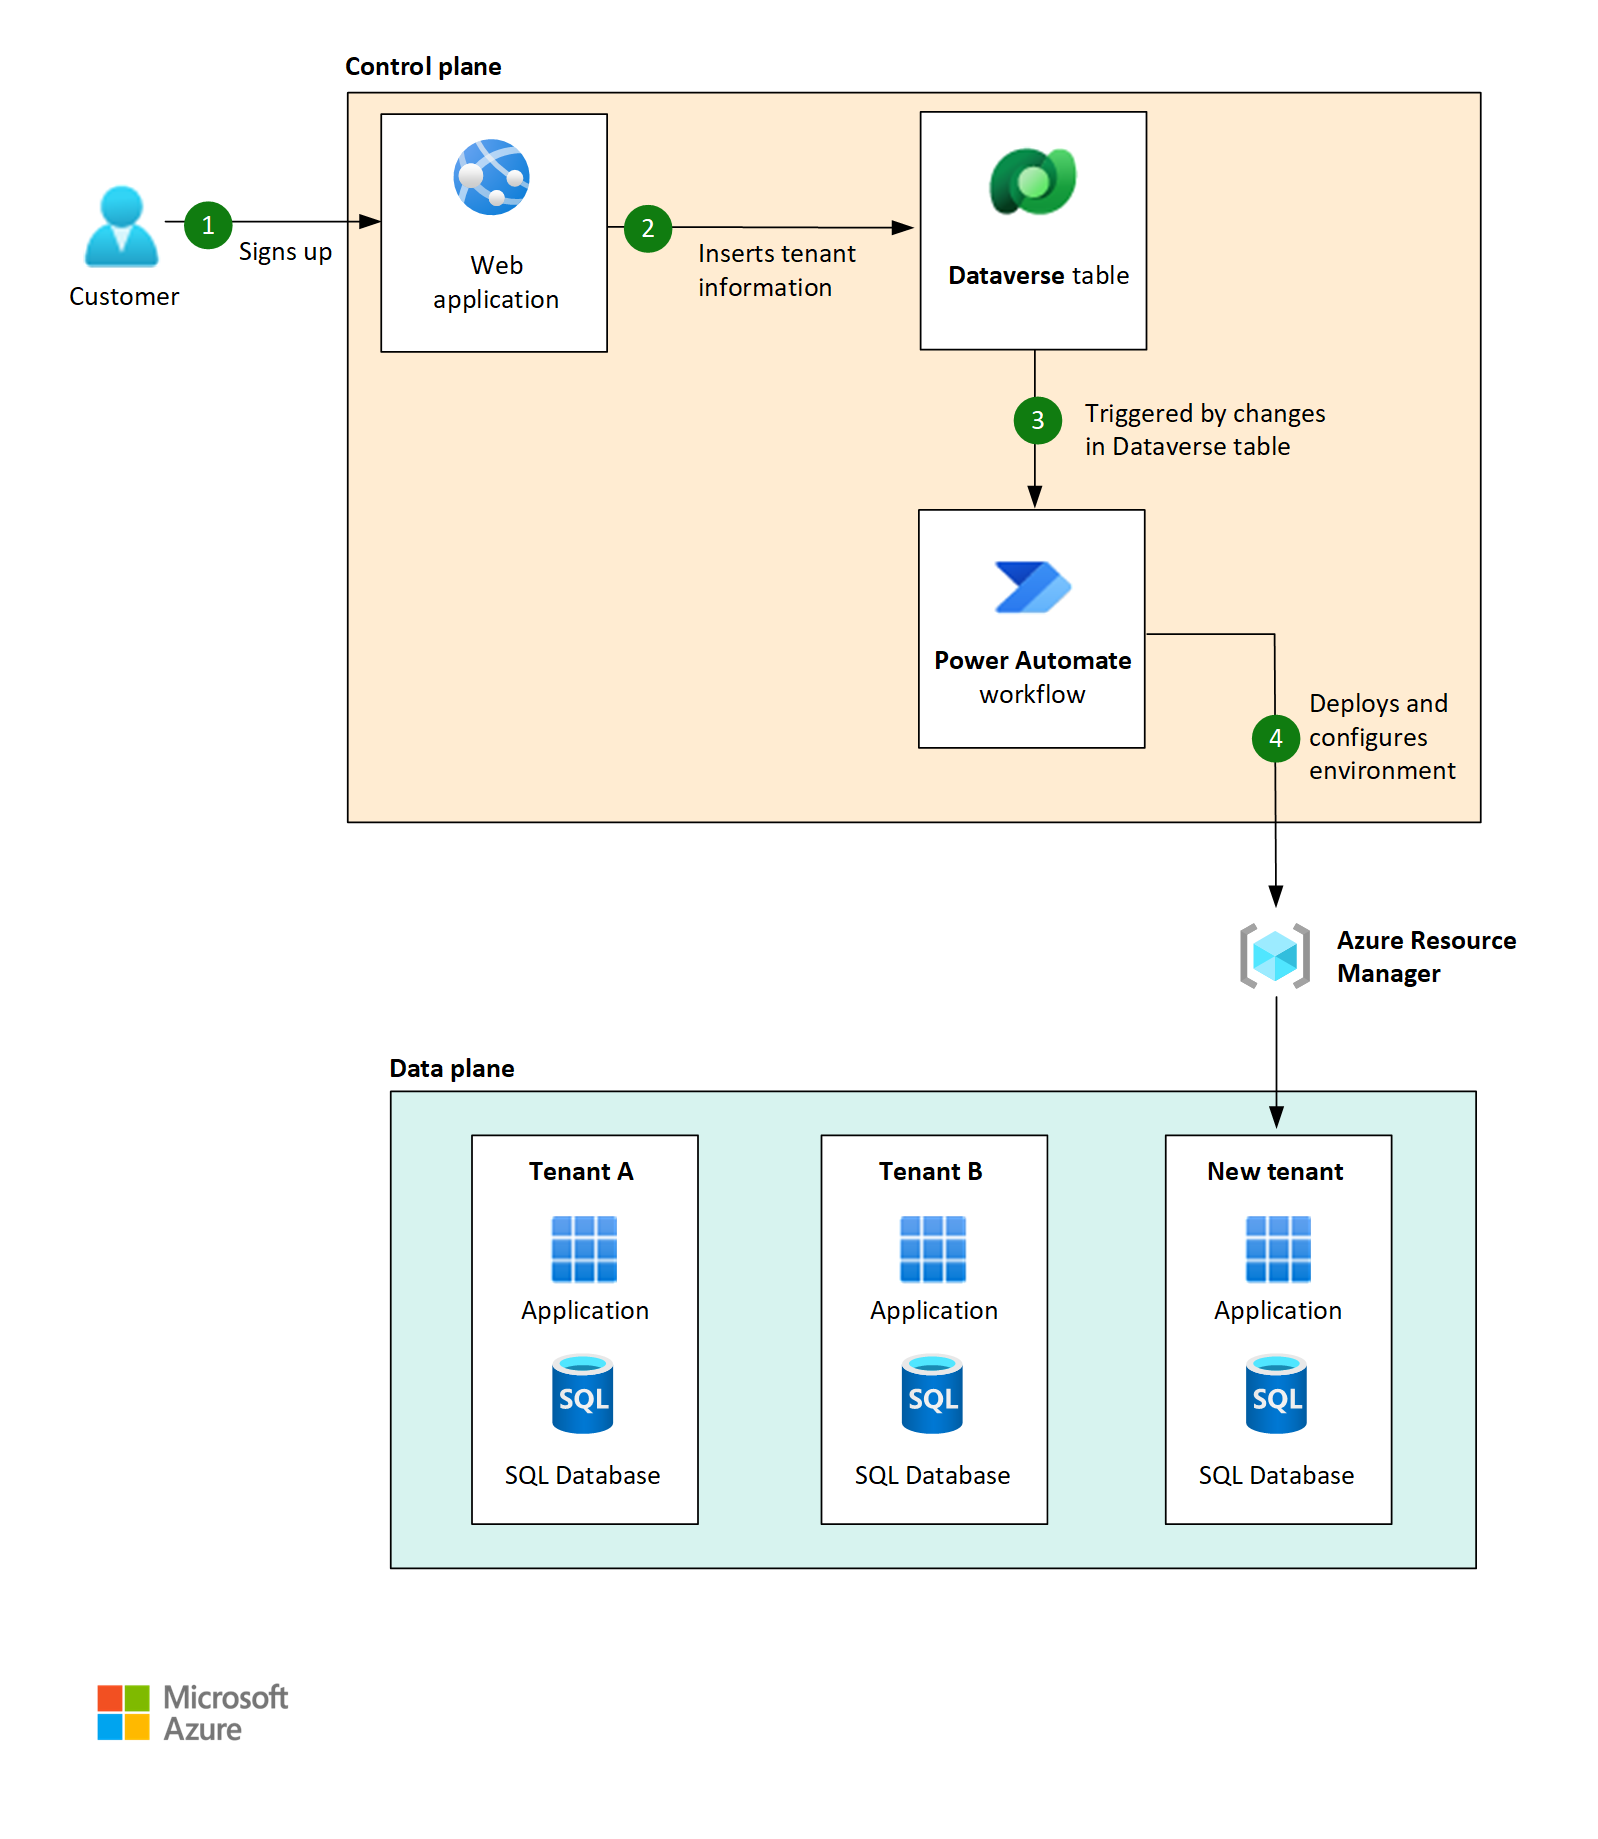 Control plane
Customer
1
Signs up
Web
application
2
Inserts tenant
information
Dataverse table
3
Triggered by changes
in Dataverse table
Power Automate
workflow
4
Deploys and
configures
environment
Azure Resource
Manager
Data plane
Tenant A
Application
SQL
SQL Database
Tenant B
Application
SQL
SQL Database
New tenant
Application
SQL
SQL Database
Microsoft
Azure